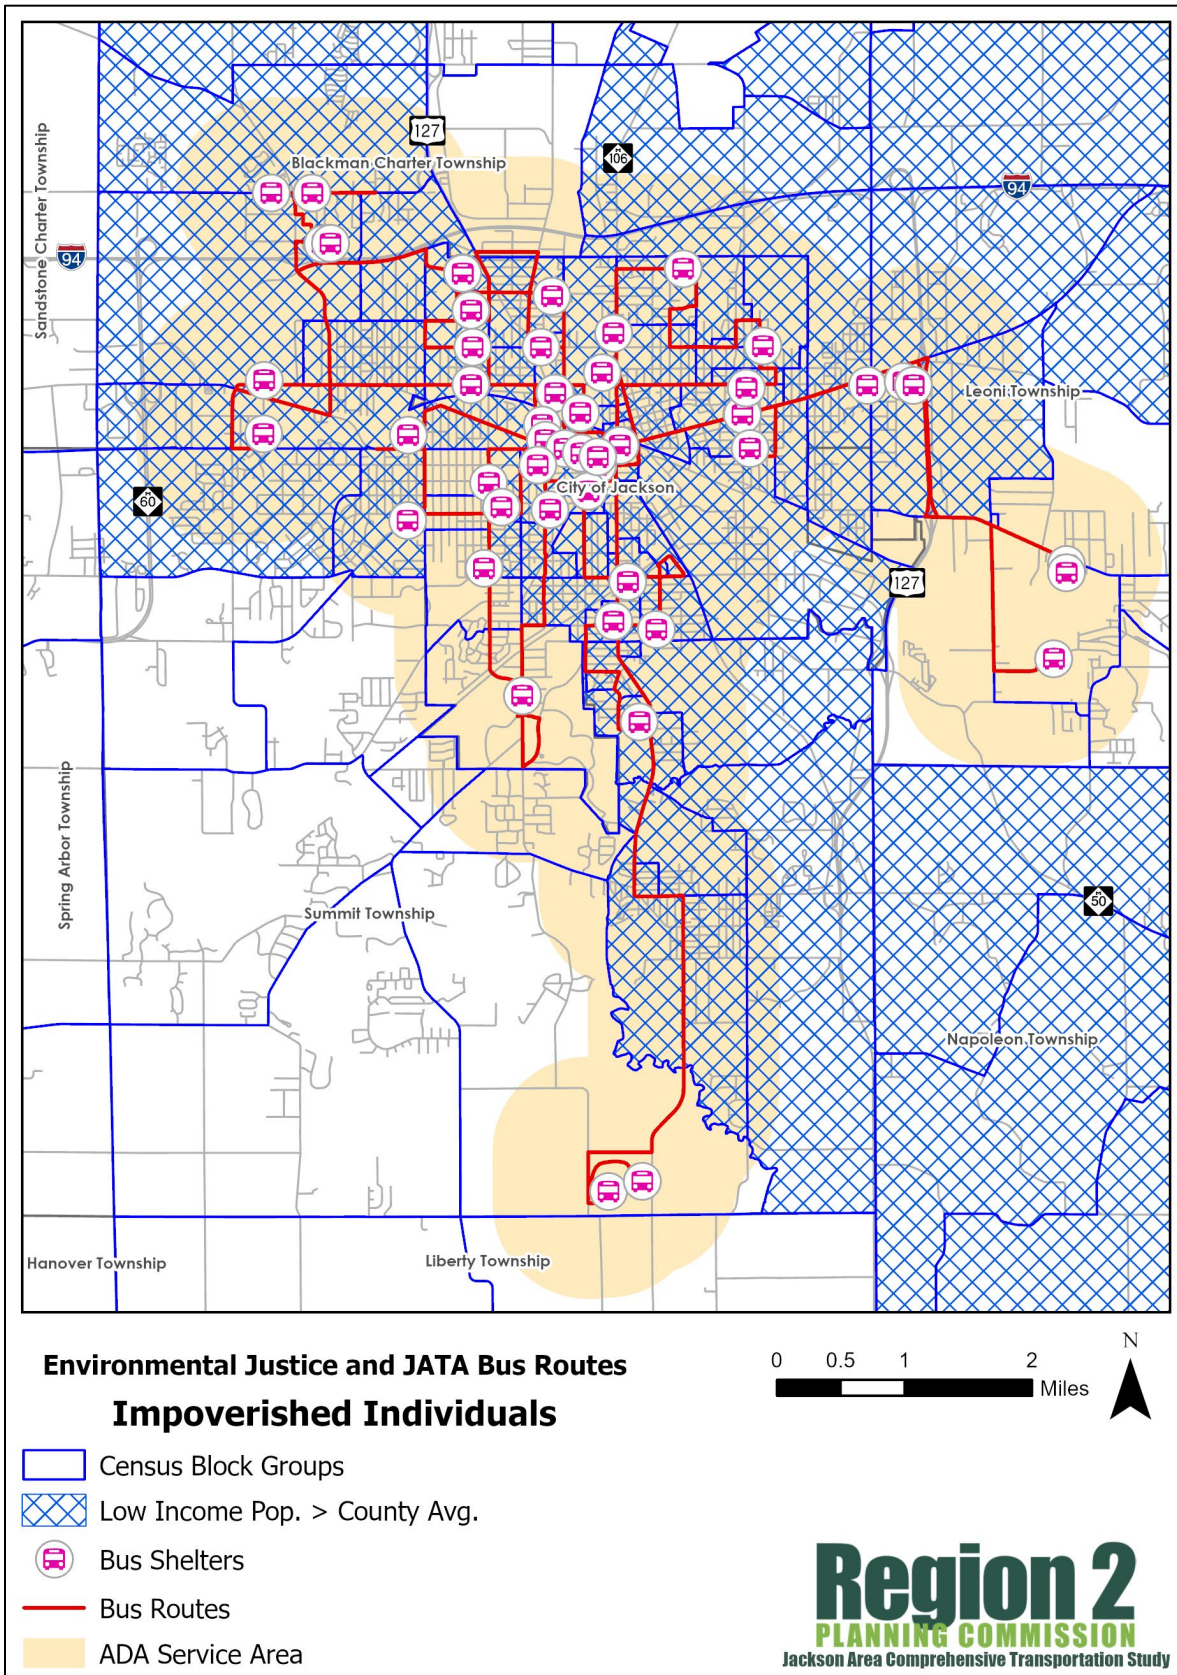 127
Blackman Charter Township
M
106
94
Sandstone Charter Township
94
Leoni Township
M
60
City of Jackson
127
Spring Arbor Township
Summit Township
M
50
Napoleon Township
Hanover Township
Liberty Township
Environmental Justice and JATA Bus Routes
Impoverished Individuals
0 0.5 1 2
Miles
N
Census Block Groups
Low Income Pop. > County Avg.
Bus Shelters
Bus Routes
ADA Service Area
Region 2
PLANNING COMMISSION
Jackson Area Comprehensive Transportation Study